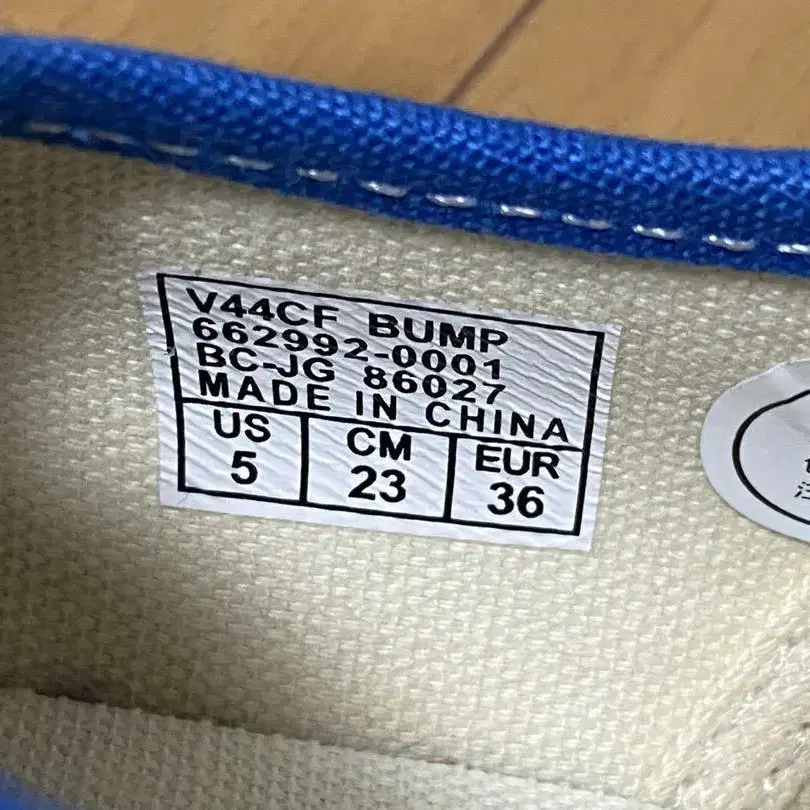 V44CF BUMP
662992-0001
BC-JG 86027
MADE IN CHINA
US CM EUR
5 23 36